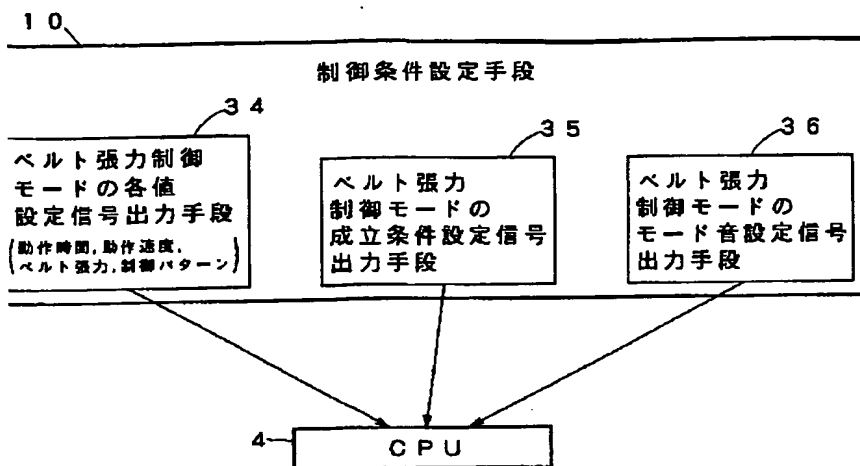 10
制御条件設定手段
34
ベルト張力制御
モードの各値
設定信号出力手段
(動作時間,動作速度,
ベルト張力,制御パターン)
35
ベルト張力
制御モードの
成立条件設定信号
出力手段
36
ベルト張力
制御モードの
モード音設定信号
出力手段
4
CPU